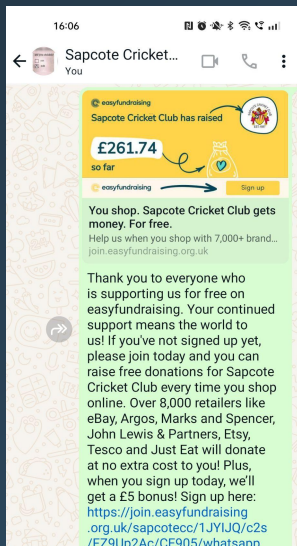 16:06
Sapcote Cricket...
You
easyfundraising
Sapcote Cricket Club has raised
£261.74
so far
easyfundraising
Sign up
You shop. Sapcote Cricket Club gets
money. For free.
Help us when you shop with 7,000+ brand...
join.easyfundraising.org.uk
Thank you to everyone who
is supporting us for free on
easyfundraising. Your continued
support means the world to
us! If you've not signed up yet,
please join today and you can
raise free donations for Sapcote
Cricket Club every time you shop
online. Over 8,000 retailers like
eBay, Argos, Marks and Spencer,
John Lewis & Partners, Etsy,
Tesco and Just Eat will donate
at no extra cost to you! Plus,
when you sign up today, we'll
get a £5 bonus! Sign up here:
https://join.easyfundraising
.org.uk/sapcotecc/1JYIJQ/c2s
/FZ9Up2Ac/CF905/whatsapp